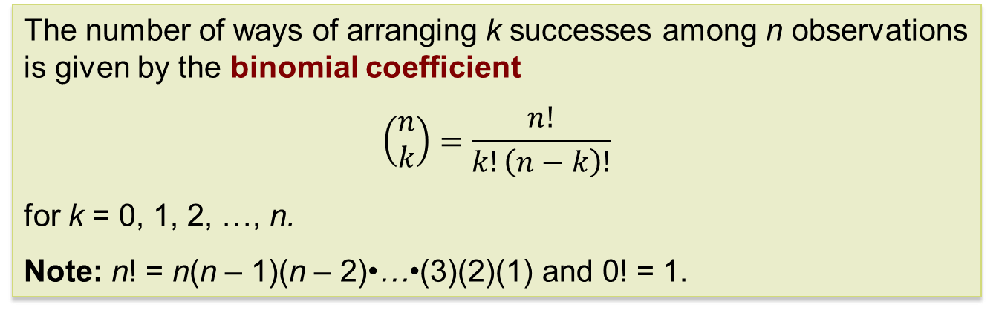 The number of ways of arranging k successes among n observations
is given by the binomial coefficient
(n k) = n! / k! (n − k)!
for k = 0, 1, 2, …, n.
Note: n! = n(n – 1)(n – 2)•…•(3)(2)(1) and 0! = 1.